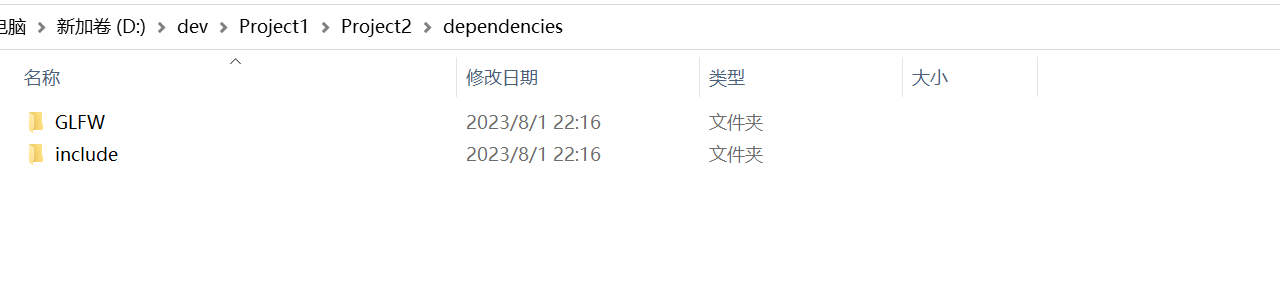 电脑 新加卷 (D:) dev Project1 Project2 dependencies
名称 修改日期 类型 大小
GLFW 2023/8/1 22:16 文件夹
include 2023/8/1 22:16 文件夹